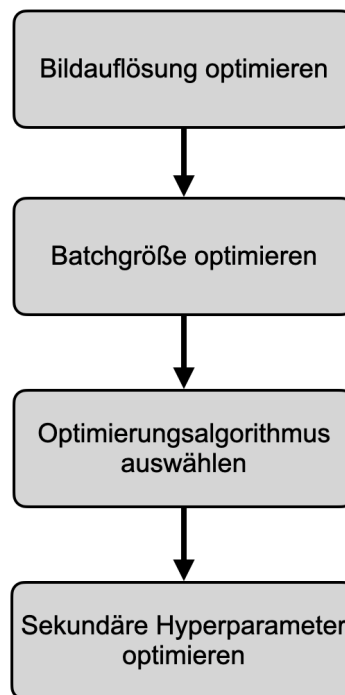 Bildauflösung optimieren
Batchgröße optimieren
Optimierungsalgorithmus
auswählen
Sekundäre Hyperparameter
optimieren